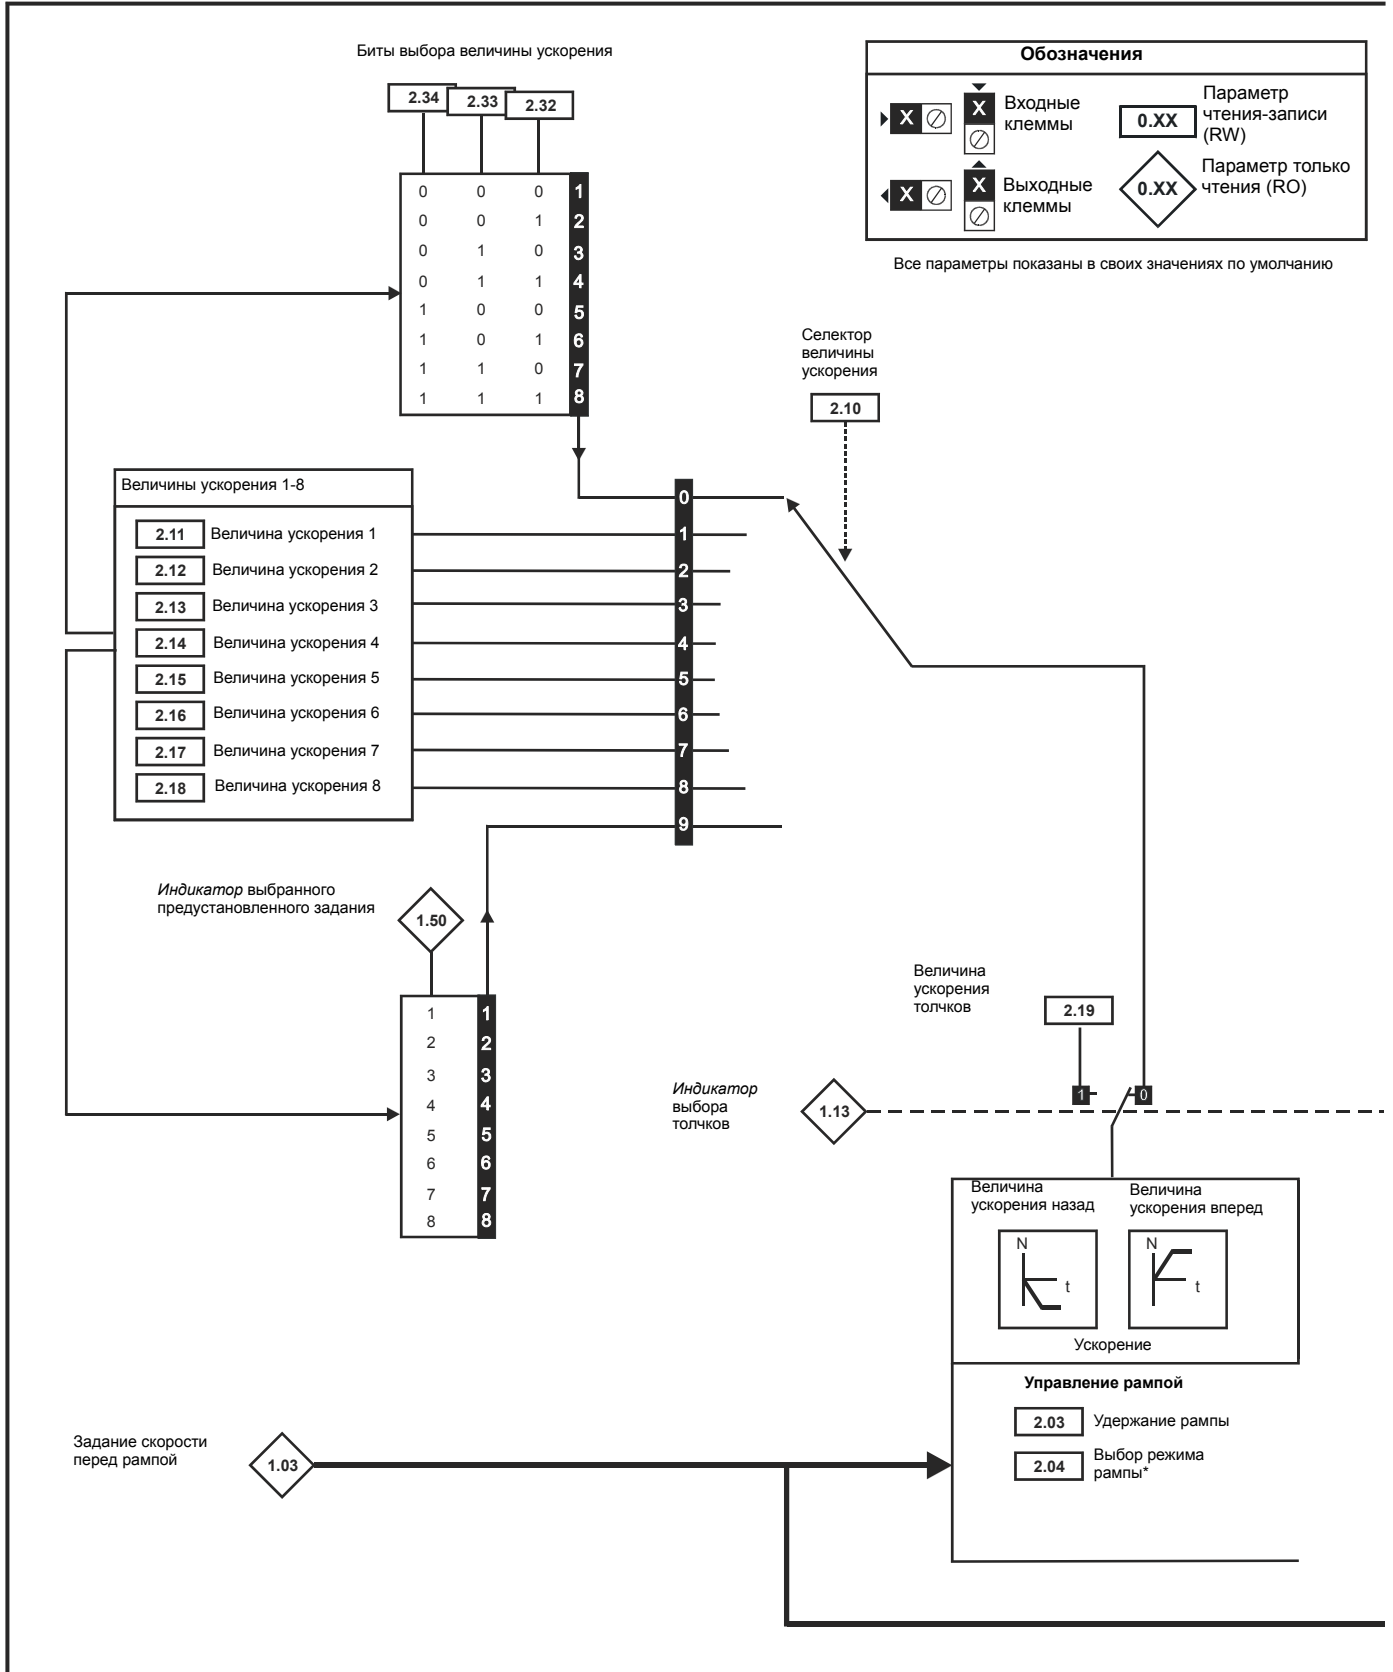 Биты выбора величины ускорения
2.34 2.33 2.32
0 0 0 1
0 0 1 2
0 1 0 3
0 1 1 4
1 0 0 5
1 0 1 6
1 1 0 7
1 1 1 8
Обозначения
X X Входные
клеммы
0.XX Параметр
чтения-записи
(RW)
X X Выходные
клеммы
0.XX Параметр только
чтения (RO)
Все параметры показаны в своих значениях по умолчанию
Селектор
величины
ускорения
2.10
Величины ускорения 1-8
2.11 Величина ускорения 1
2.12 Величина ускорения 2
2.13 Величина ускорения 3
2.14 Величина ускорения 4
2.15 Величина ускорения 5
2.16 Величина ускорения 6
2.17 Величина ускорения 7
2.18 Величина ускорения 8
0
1
2
3
4
5
6
7
8
9
Индикатор выбранного
предустановленного задания
1.50
1 1
2 2
3 3
4 4
5 5
6 6
7 7
8 8
Величина
ускорения
толчков
2.19
1 0
Индикатор
выбора
толчков
1.13
Величина
ускорения назад
Величина
ускорения вперед
N
t
N
t
Ускорение
Управление рампой
2.03 Удержание рампы
2.04 Выбор режима
рампы*
Задание скорости
перед рампой
1.03